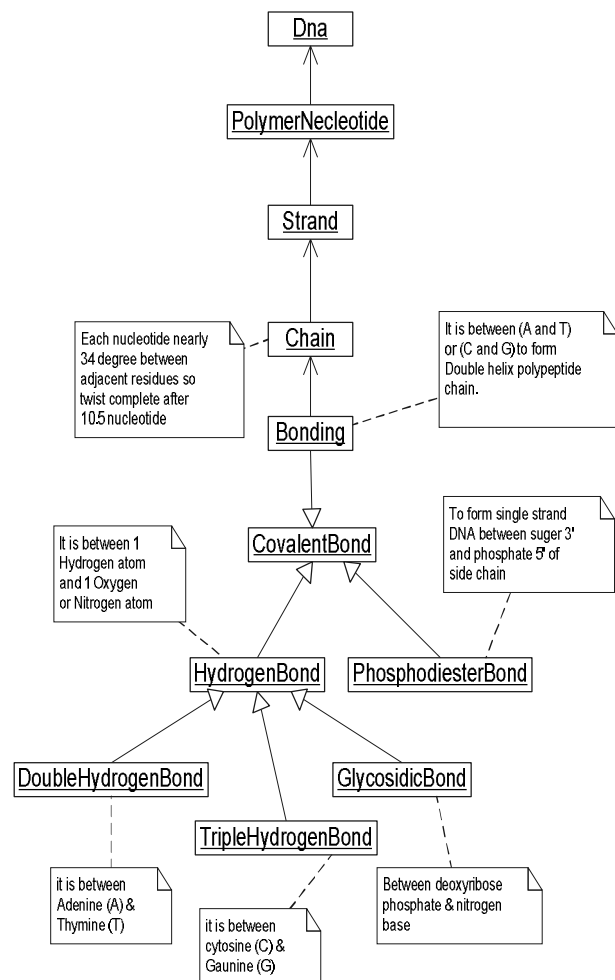 Dna
PolymerNecleotide
Strand
Each nucleotide nearly
34 degree between
adjacent residues so
twist complete after
10.5 nucleotide
Chain
It is between (A and T)
or (C and G) to form
Double helix polypeptide
chain.
Bonding
CovalentBond
It is between 1
Hydrogen atom
and 1 Oxygen
or Nitrogen atom
To form single strand
DNA between suger 3'
and phosphate 5' of
side chain
HydrogenBond
PhosphodiesterBond
DoubleHydrogenBond
GlycosidicBond
TripleHydrogenBond
it is between
Adenine (A) &
Thymine (T)
it is between
cytosine (C) &
Gaunine (G)
Between deoxyribose
phosphate & nitrogen
base